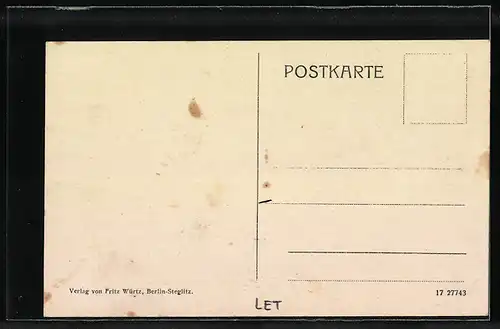 POSTKARTE
Verlag von Fritz Würtz, Berlin-Steglitz.
17 27743
LET